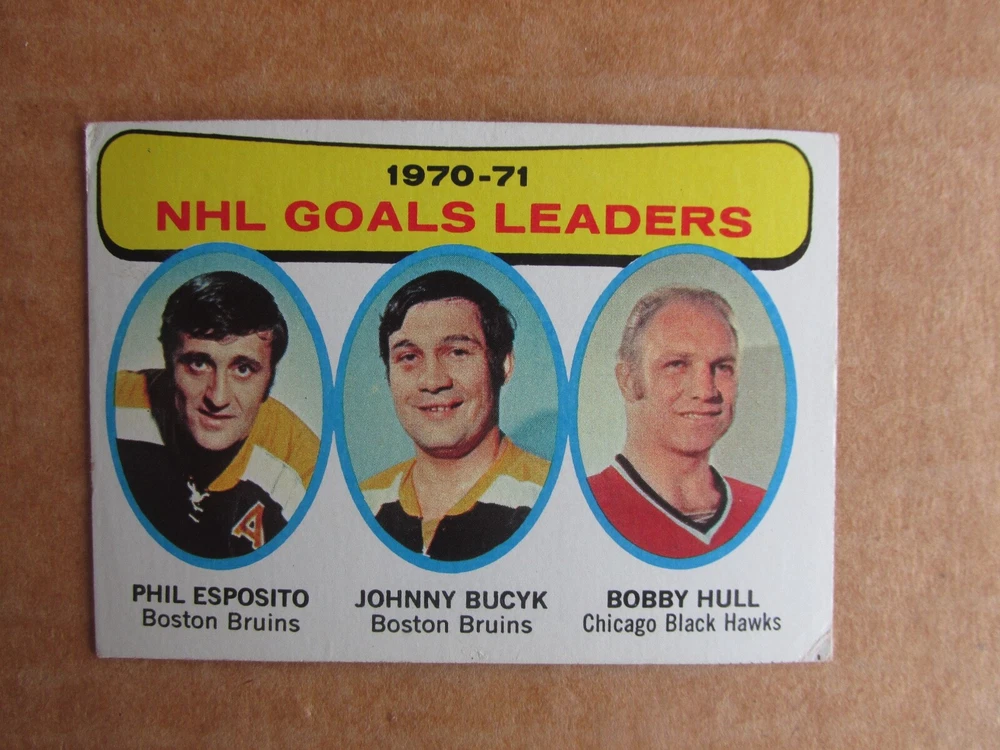 1970-71
NHL GOALS LEADERS
A
PHIL ESPOSITO
Boston Bruins
JOHNNY BUCYK
Boston Bruins
BOBBY HULL
Chicago Black Hawks